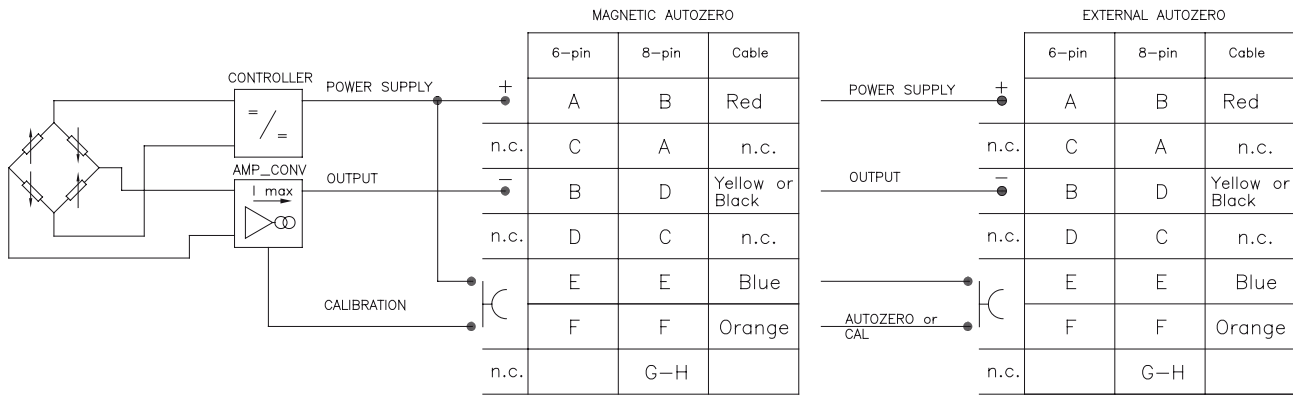 MAGNETIC AUTOZERO
6-pin 8-pin Cable
CONTROLLER
= / =
POWER SUPPLY + A B Red
n.c. C A n.c.
AMP_CONV
I max
OUTPUT - B D Yellow or
Black
n.c. D C n.c.
E E Blue
CALIBRATION F F Orange
n.c. G-H
EXTERNAL AUTOZERO
6-pin 8-pin Cable
POWER SUPPLY + A B Red
n.c. C A n.c.
OUTPUT - B D Yellow or
Black
n.c. D C n.c.
E E Blue
AUTOZERO or
CAL
F F Orange
n.c. G-H